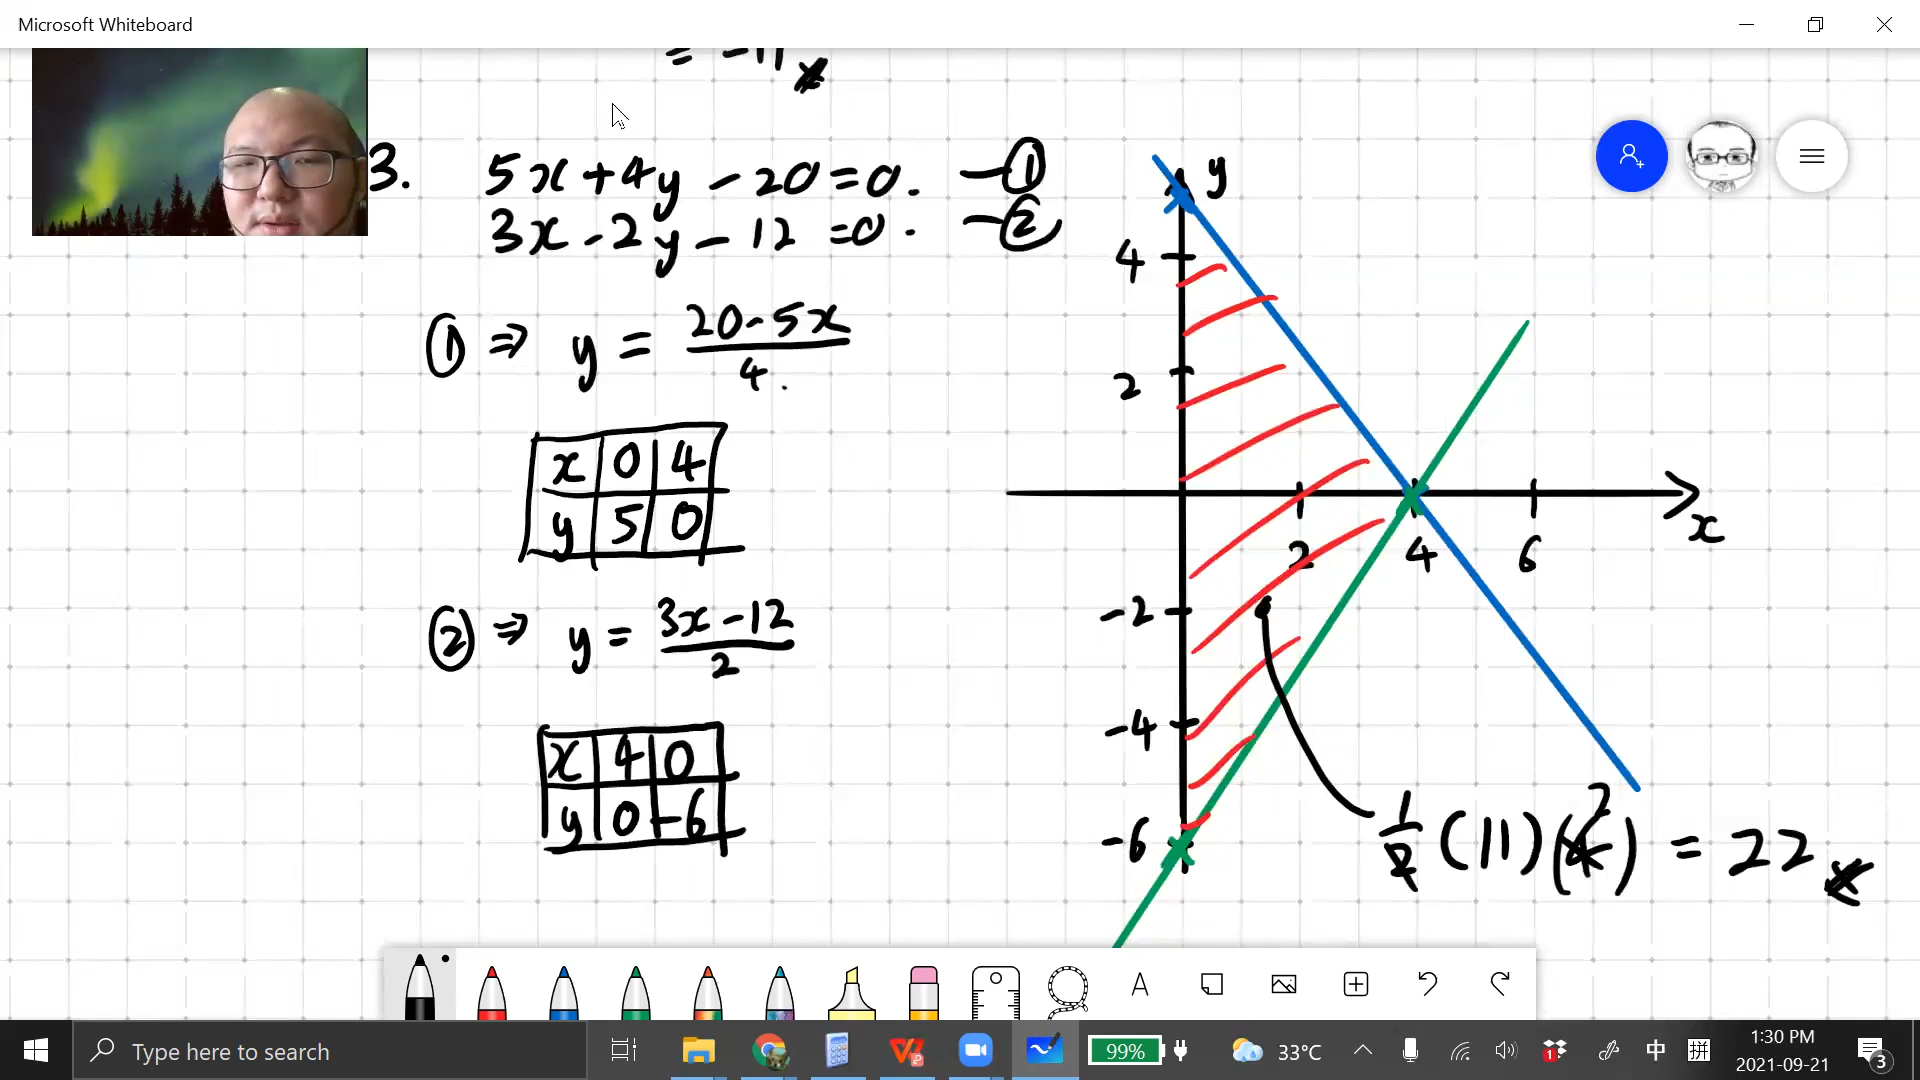 Microsoft Whiteboard
= -11
3. 5x + 4y - 20 = 0. - ①
3x - 2y - 12 = 0. - ②
① ⇒ y = (20 - 5x)/4.
x 0 4
y 5 0
② ⇒ y = (3x - 12)/2
x 4 0
y 0 -6
y
4
2
x
2 4 6
-2
-4
-6
1/2 (11)(4) 2 = 22
A
Type here to search
99%
33°C
1
中
拼
1:30 PM
2021-09-21
3